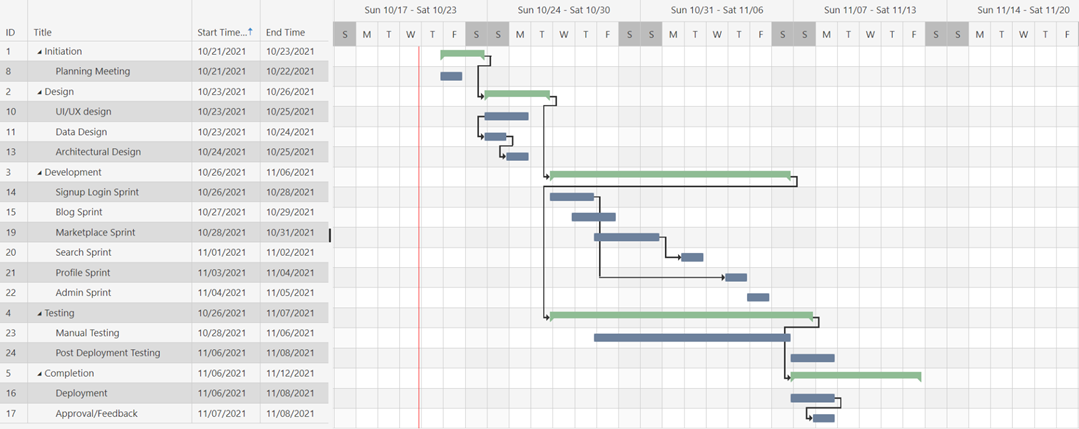 Sun 10/17 - Sat 10/23 Sun 10/24 - Sat 10/30 Sun 10/31 - Sat 11/06 Sun 11/07 - Sat 11/13 Sun 11/14 - Sat 11/20
ID Title Start Time... End Time S M T W T F S S M T W T F S S M T W T F S S M T W T F S S M T W T F
1 Initiation 10/21/2021 10/23/2021
8 Planning Meeting 10/21/2021 10/22/2021
2 Design 10/23/2021 10/26/2021
10 UI/UX design 10/23/2021 10/25/2021
11 Data Design 10/23/2021 10/24/2021
13 Architectural Design 10/24/2021 10/25/2021
3 Development 10/26/2021 11/06/2021
14 Signup Login Sprint 10/26/2021 10/28/2021
15 Blog Sprint 10/27/2021 10/29/2021
19 Marketplace Sprint 10/28/2021 10/31/2021
20 Search Sprint 11/01/2021 11/02/2021
21 Profile Sprint 11/03/2021 11/04/2021
22 Admin Sprint 11/04/2021 11/05/2021
4 Testing 10/26/2021 11/07/2021
23 Manual Testing 10/28/2021 11/06/2021
24 Post Deployment Testing 11/06/2021 11/08/2021
5 Completion 11/06/2021 11/12/2021
16 Deployment 11/06/2021 11/08/2021
17 Approval/Feedback 11/07/2021 11/08/2021